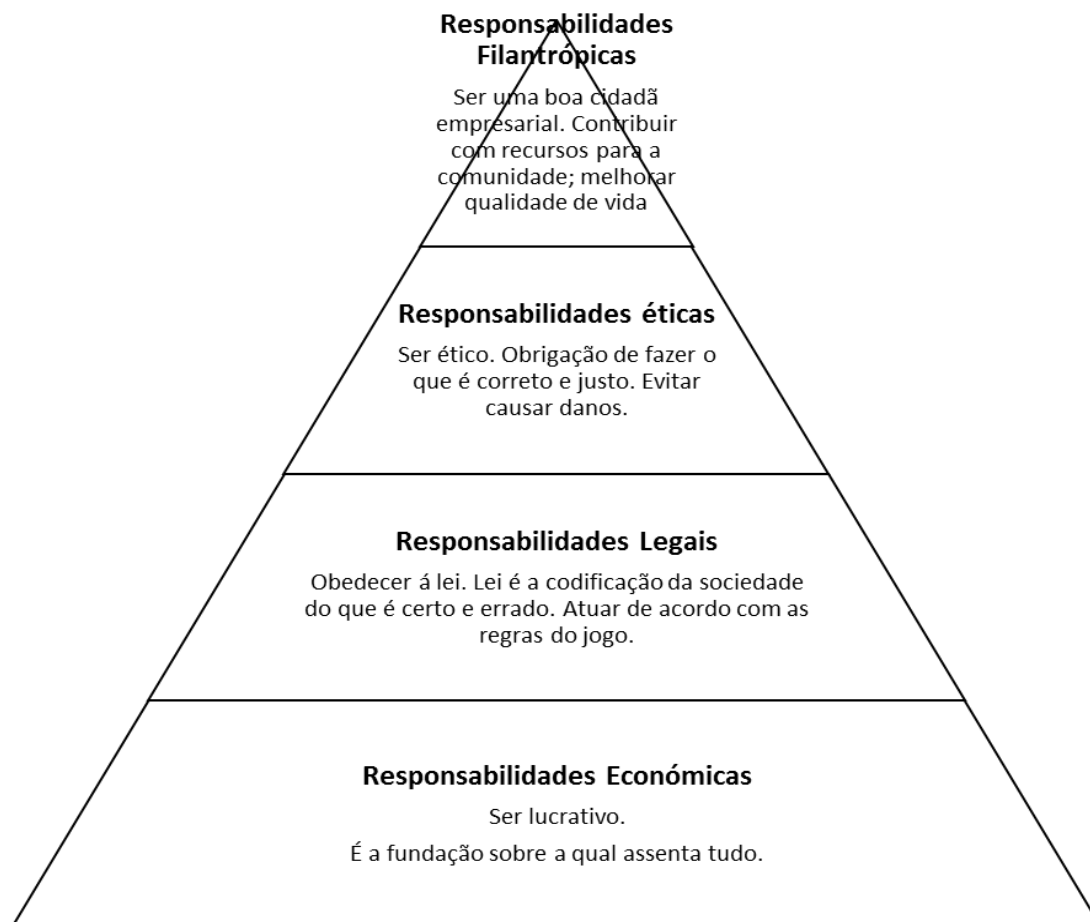 Responsabilidades
Filantrópicas
Ser uma boa cidadã
empresarial. Contribuir
com recursos para a
comunidade; melhorar
qualidade de vida
Responsabilidades éticas
Ser ético. Obrigação de fazer o
que é correto e justo. Evitar
causar danos.
Responsabilidades Legais
Obedecer á lei. Lei é a codificação da sociedade
do que é certo e errado. Atuar de acordo com as
regras do jogo.
Responsabilidades Económicas
Ser lucrativo.
É a fundação sobre a qual assenta tudo.